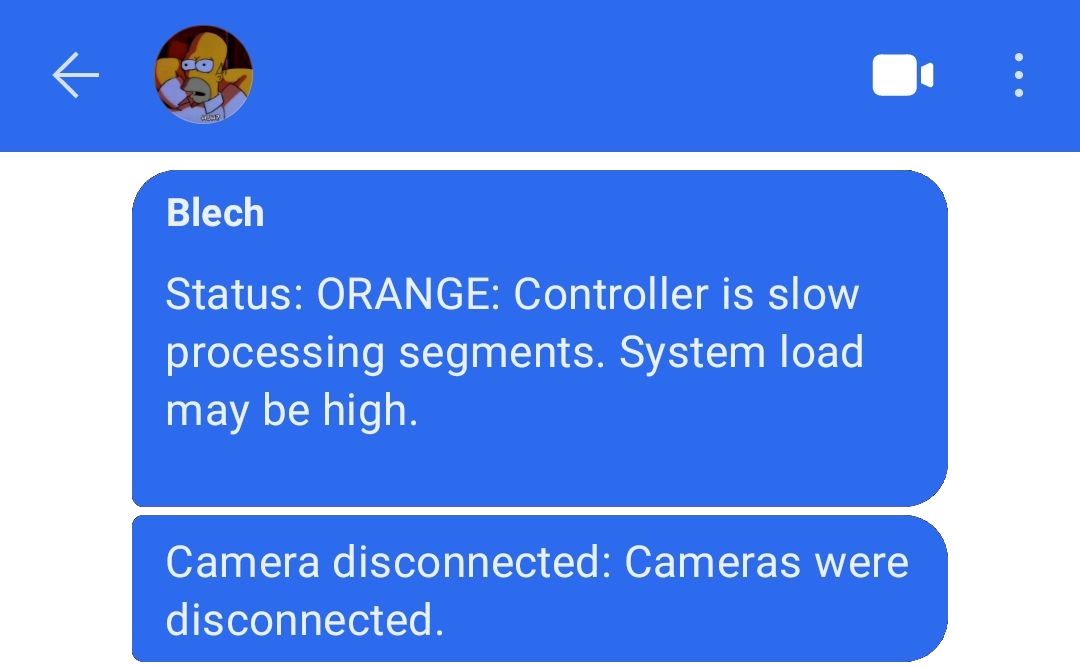 Blech
Status: ORANGE: Controller is slow
processing segments. System load
may be high.
Camera disconnected: Cameras were
disconnected.